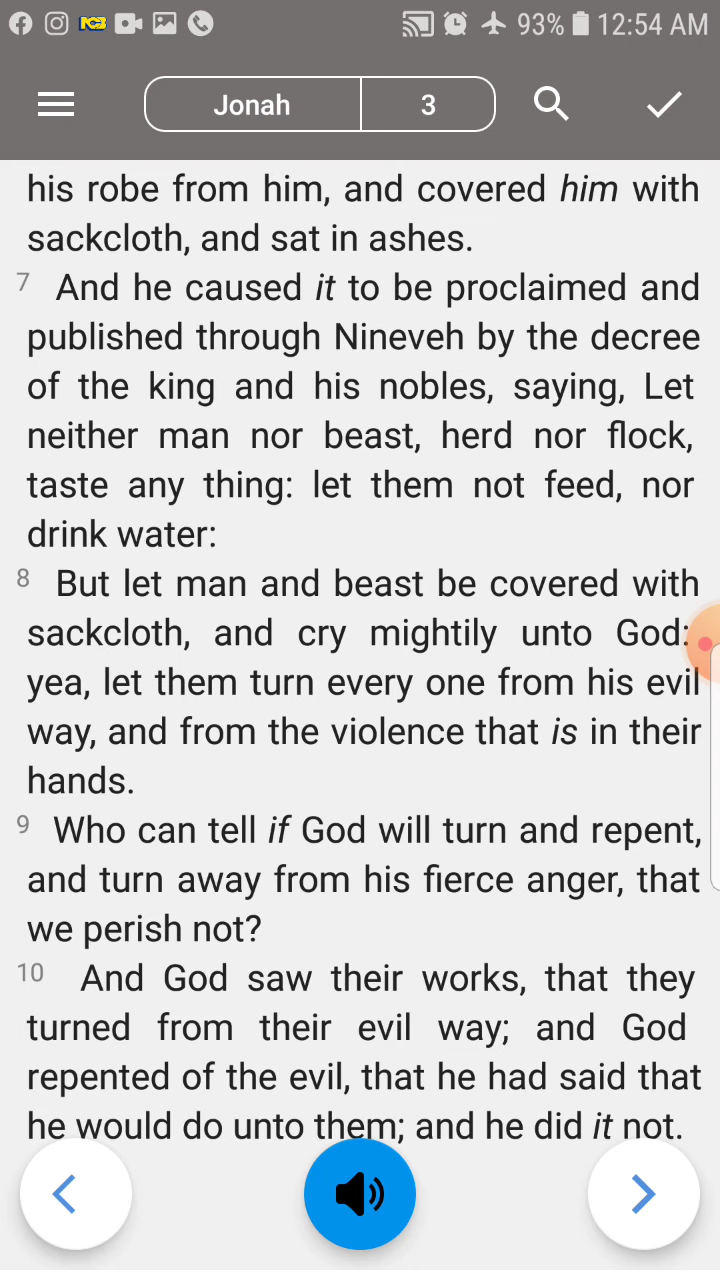 NCB 93% 12:54 AM
Jonah 3
his robe from him, and covered him with
sackcloth, and sat in ashes.
7 And he caused it to be proclaimed and
published through Nineveh by the decree
of the king and his nobles, saying, Let
neither man nor beast, herd nor flock,
taste any thing: let them not feed, nor
drink water:
8 But let man and beast be covered with
sackcloth, and cry mightily unto God:
yea, let them turn every one from his evil
way, and from the violence that is in their
hands.
9 Who can tell if God will turn and repent,
and turn away from his fierce anger, that
we perish not?
10 And God saw their works, that they
turned from their evil way; and God
repented of the evil, that he had said that
he would do unto them; and he did it not.